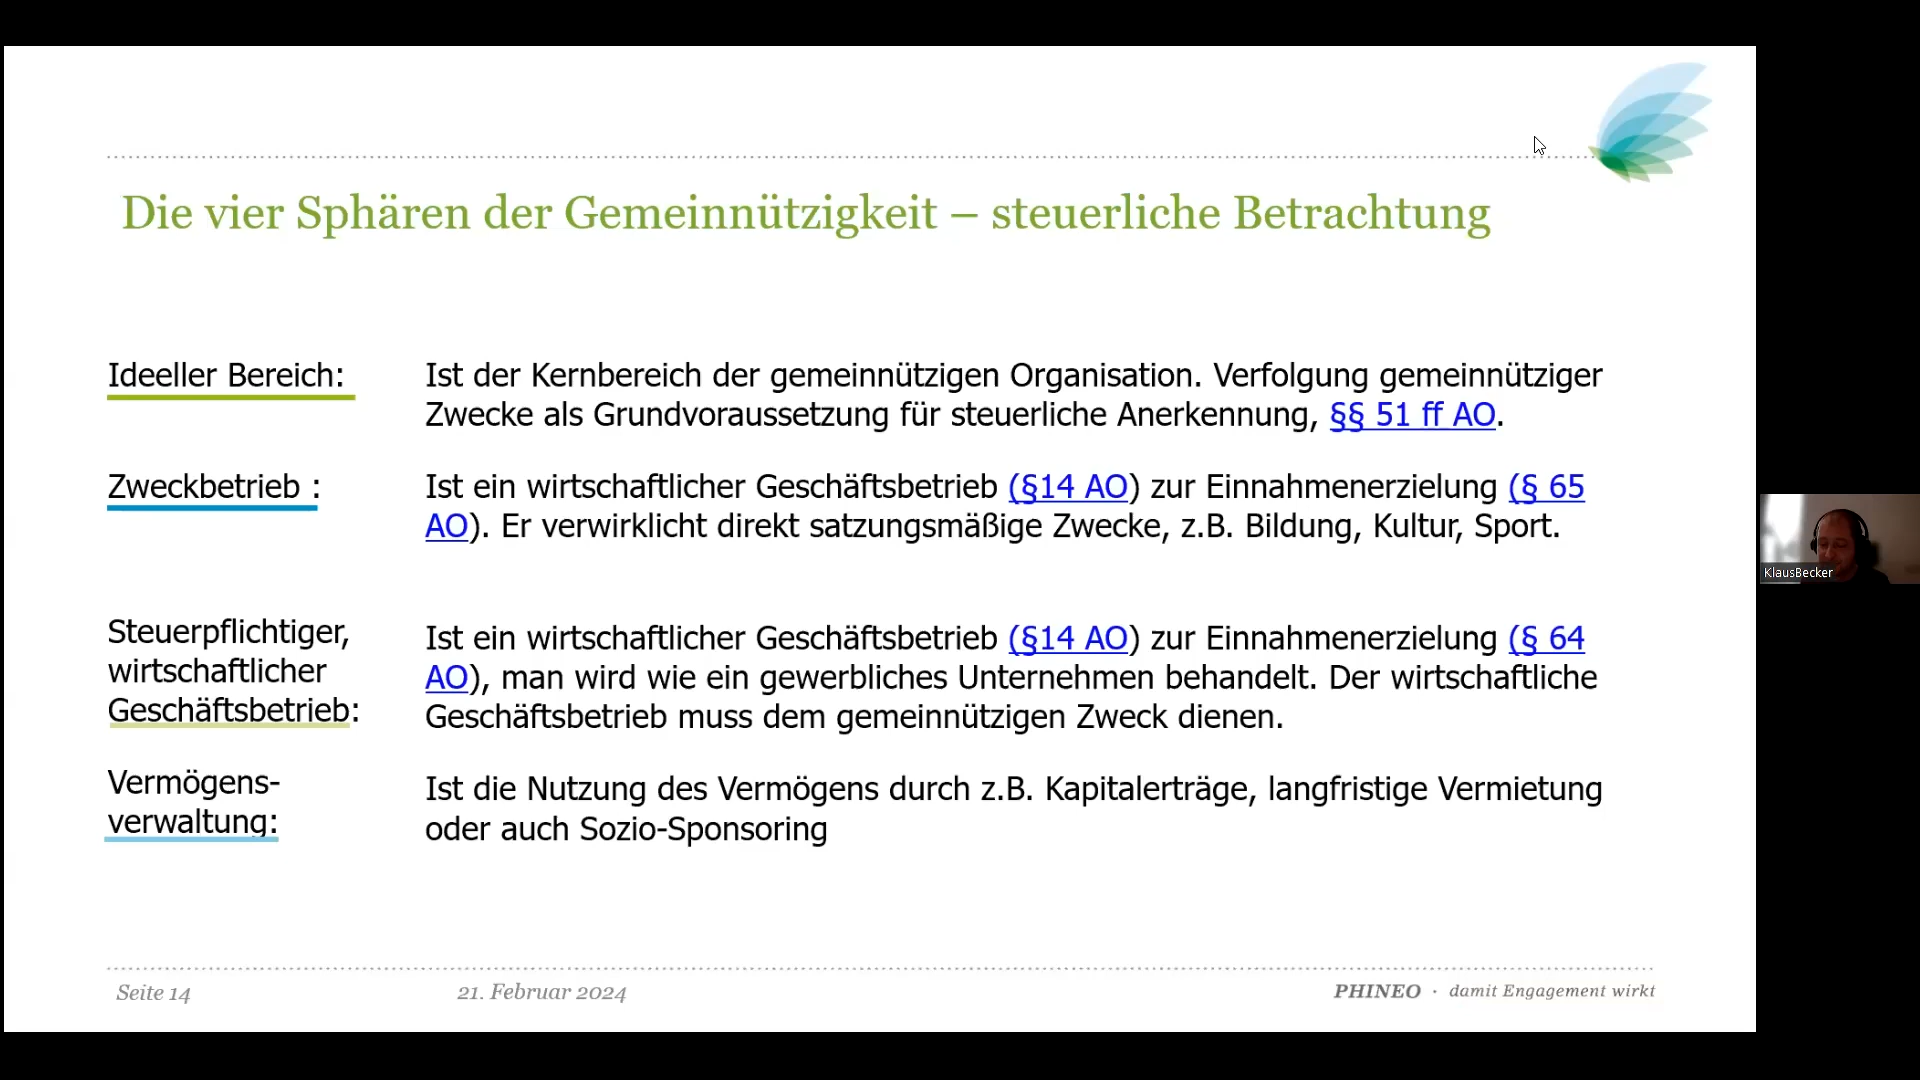 Die vier Sphären der Gemeinnützigkeit – steuerliche Betrachtung
Ideeller Bereich:
Ist der Kernbereich der gemeinnützigen Organisation. Verfolgung gemeinnütziger
Zwecke als Grundvoraussetzung für steuerliche Anerkennung, §§ 51 ff AO.
Zweckbetrieb :
Ist ein wirtschaftlicher Geschäftsbetrieb (§14 AO) zur Einnahmenerzielung (§ 65
AO). Er verwirklicht direkt satzungsmäßige Zwecke, z.B. Bildung, Kultur, Sport.
Steuerpflichtiger,
wirtschaftlicher
Geschäftsbetrieb:
Ist ein wirtschaftlicher Geschäftsbetrieb (§14 AO) zur Einnahmenerzielung (§ 64
AO), man wird wie ein gewerbliches Unternehmen behandelt. Der wirtschaftliche
Geschäftsbetrieb muss dem gemeinnützigen Zweck dienen.
Vermögens-
verwaltung:
Ist die Nutzung des Vermögens durch z.B. Kapitalerträge, langfristige Vermietung
oder auch Sozio-Sponsoring
Seite 14
21. Februar 2024
PHINEO · damit Engagement wirkt
KlausBecker